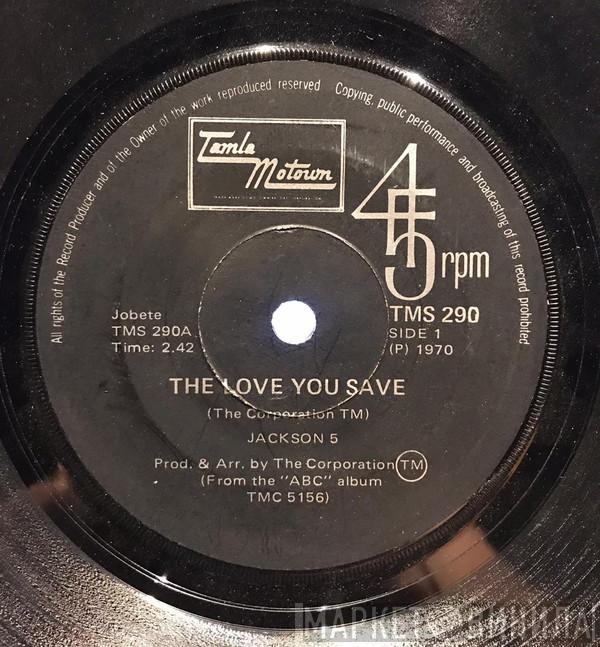 All rights of the Record Producer and of the Owner of the work reproduced reserved Copying, public performance and broadcasting of this record prohibited
Tamla
Motown
45 rpm
Jobete
TMS 290A
Time: 2.42
TMS 290
SIDE 1
(P) 1970
THE LOVE YOU SAVE
(The Corporation TM)
JACKSON 5
Prod. & Arr. by The Corporation TM
(From the "ABC" album
TMC 5156)
МАРКЕТ ВИНИЛА